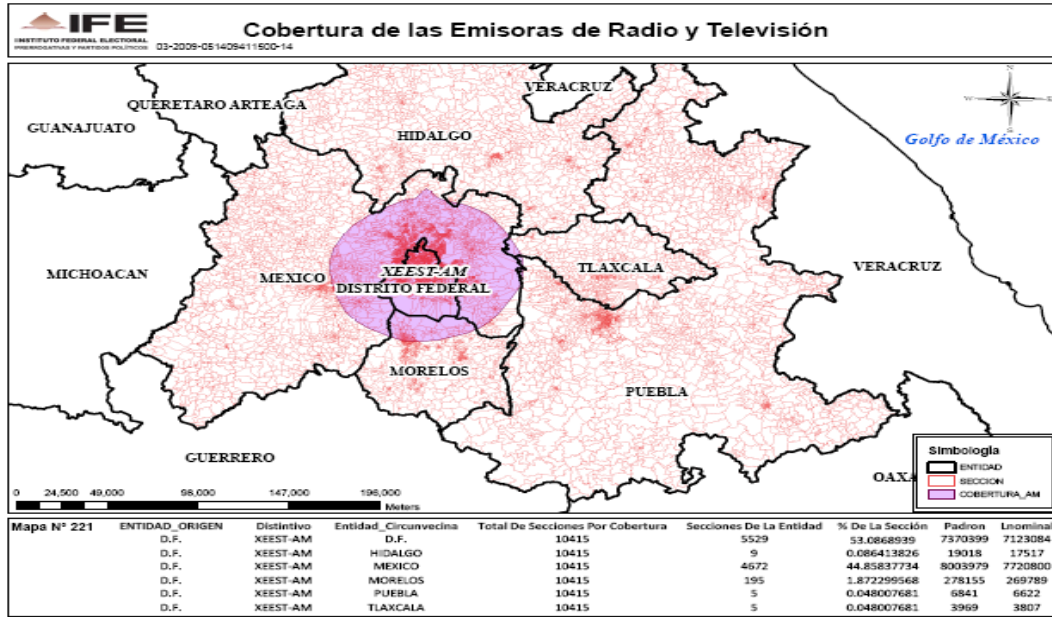 IFE
INSTITUTO FEDERAL ELECTORAL
PRERROGATIVAS Y PARTIDOS POLÍTICOS
03-2009-051409411500-14
Cobertura de las Emisoras de Radio y Televisión
QUERETARO ARTEAGA
VERACRUZ
GUANAJUATO
HIDALGO
N
W
Golfo de México
MICHOACAN
MEXICO
XEEST-AM
DISTRITO FEDERAL
TLAXCALA
VERACRUZ
MORELOS
PUEBLA
GUERRERO
OAXA
Simbología
ENTIDAD
SECCION
COBERTURA_AM
0 24,500 49,000 98,000 147,000 196,000
Meters
Mapa N° 221 ENTIDAD_ORIGEN Distintivo Entidad_Circunvecina Total De Secciones Por Cobertura Secciones De La Entidad % De La Sección Padron Lnominal
D.F. XEEST-AM D.F. 10415 5529 53.0868939 7370399 7123084
D.F. XEEST-AM HIDALGO 10415 9 0.086413826 19018 17517
D.F. XEEST-AM MEXICO 10415 4672 44.85837734 8003979 7720800
D.F. XEEST-AM MORELOS 10415 195 1.872299568 278155 269789
D.F. XEEST-AM PUEBLA 10415 5 0.048007681 6841 6622
D.F. XEEST-AM TLAXCALA 10415 5 0.048007681 3969 3807